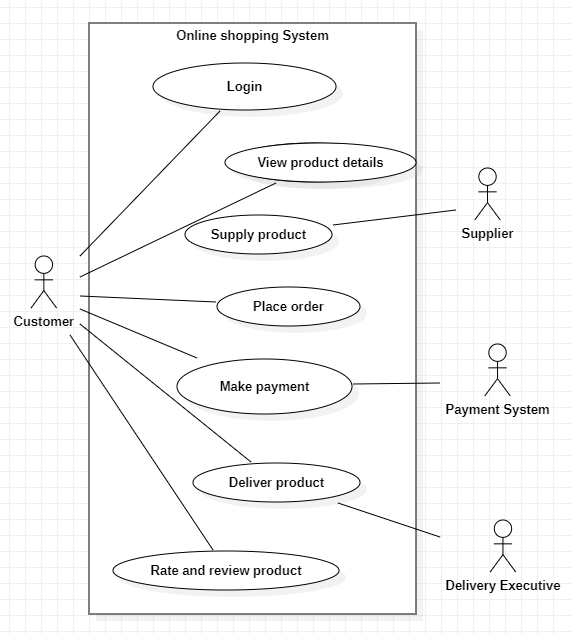 Online shopping System
Login
View product details
Supply product
Supplier
Place order
Customer
Make payment
Payment System
Deliver product
Rate and review product
Delivery Executive